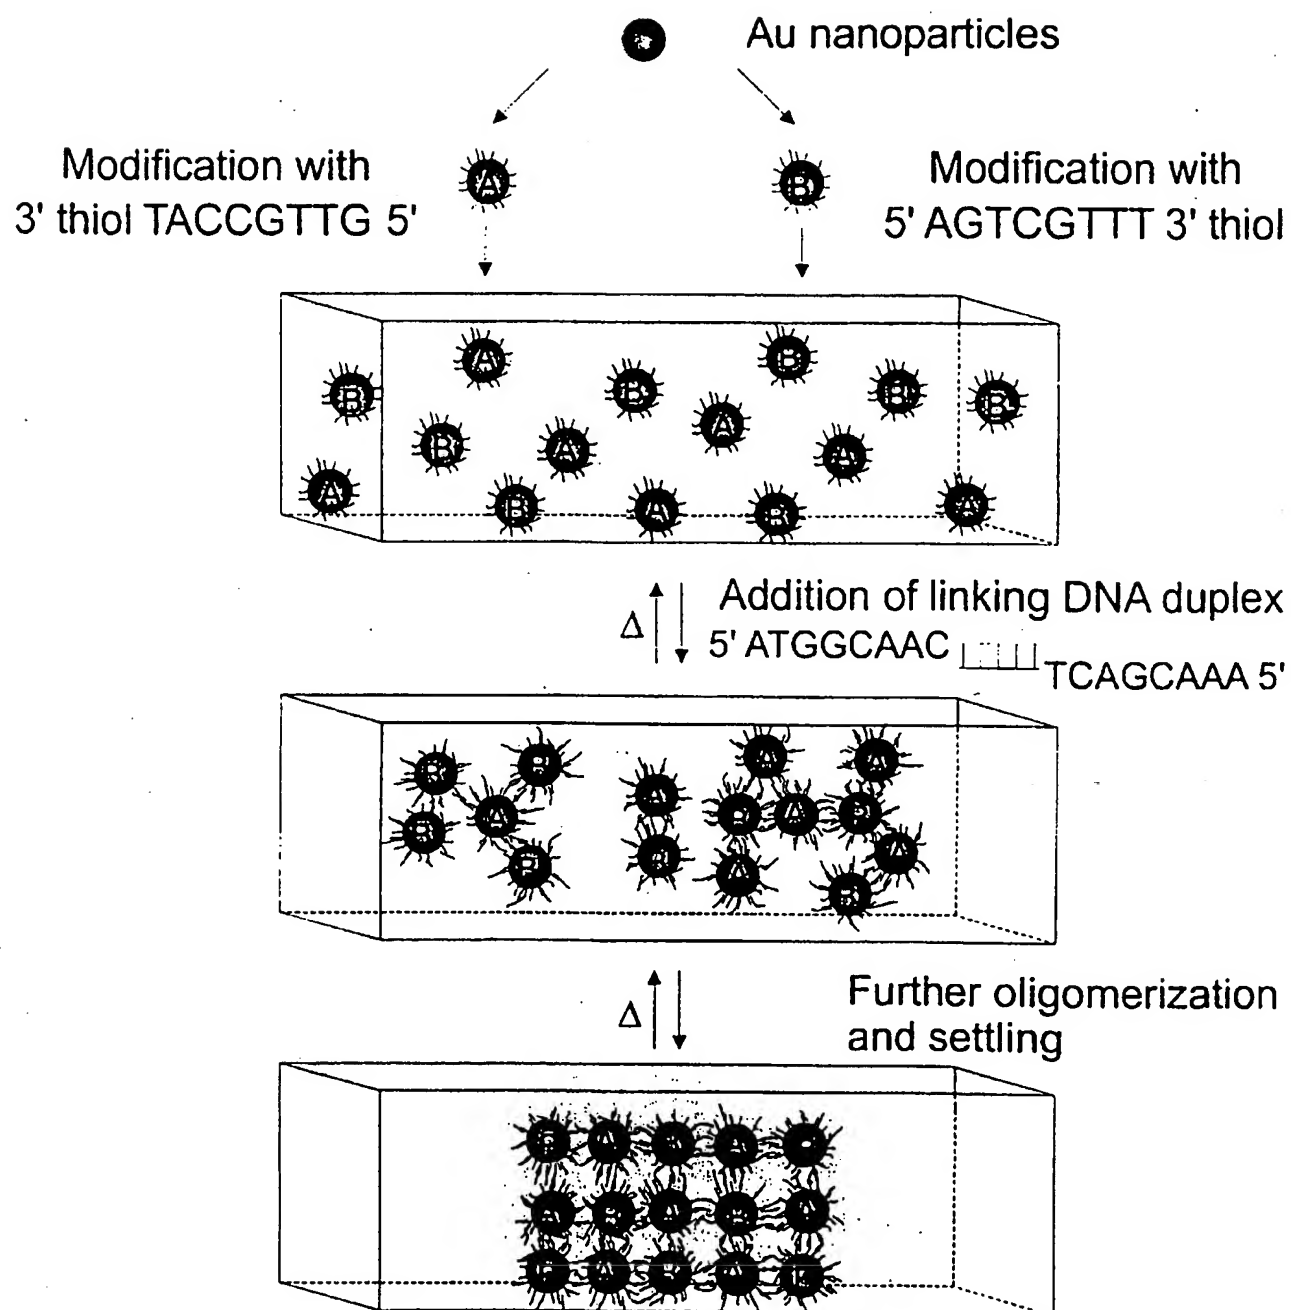 Au nanoparticles
Modification with
3' thiol TACCGTTG 5'
A
B
Modification with
5' AGTCGTTT 3' thiol
A
B
B
B
B
B
B
A
A
A
A
B
A
B
A
Addition of linking DNA duplex
Δ
5' ATGGCAAC
TCAGCAAA 5'
B
B
A
A
A
B
A
B
A
B
B
B
A
A
B
Further oligomerization
Δ
and settling
B A B A B
A B A B A
B A B A B